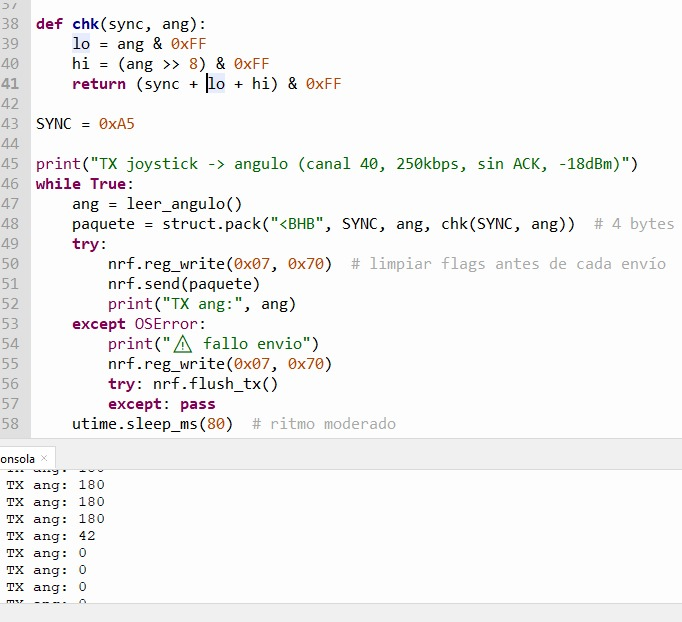 37
38 def chk(sync, ang):
39     lo = ang & 0xFF
40     hi = (ang >> 8) & 0xFF
41     return (sync + lo + hi) & 0xFF
42
43 SYNC = 0xA5
44
45 print("TX joystick -> angulo (canal 40, 250kbps, sin ACK, -18dBm)")
46 while True:
47     ang = leer_angulo()
48     paquete = struct.pack("<BHB", SYNC, ang, chk(SYNC, ang))  # 4 bytes
49     try:
50         nrf.reg_write(0x07, 0x70)  # limpiar flags antes de cada envío
51         nrf.send(paquete)
52         print("TX ang:", ang)
53     except OSError:
54         print("⚠ fallo envio")
55         nrf.reg_write(0x07, 0x70)
56         try: nrf.flush_tx()
57         except: pass
58     utime.sleep_ms(80)  # ritmo moderado
onsola ×
TX ang: 180
TX ang: 180
TX ang: 180
TX ang: 180
TX ang: 42
TX ang: 0
TX ang: 0
TX ang: 0
TX ang: 0